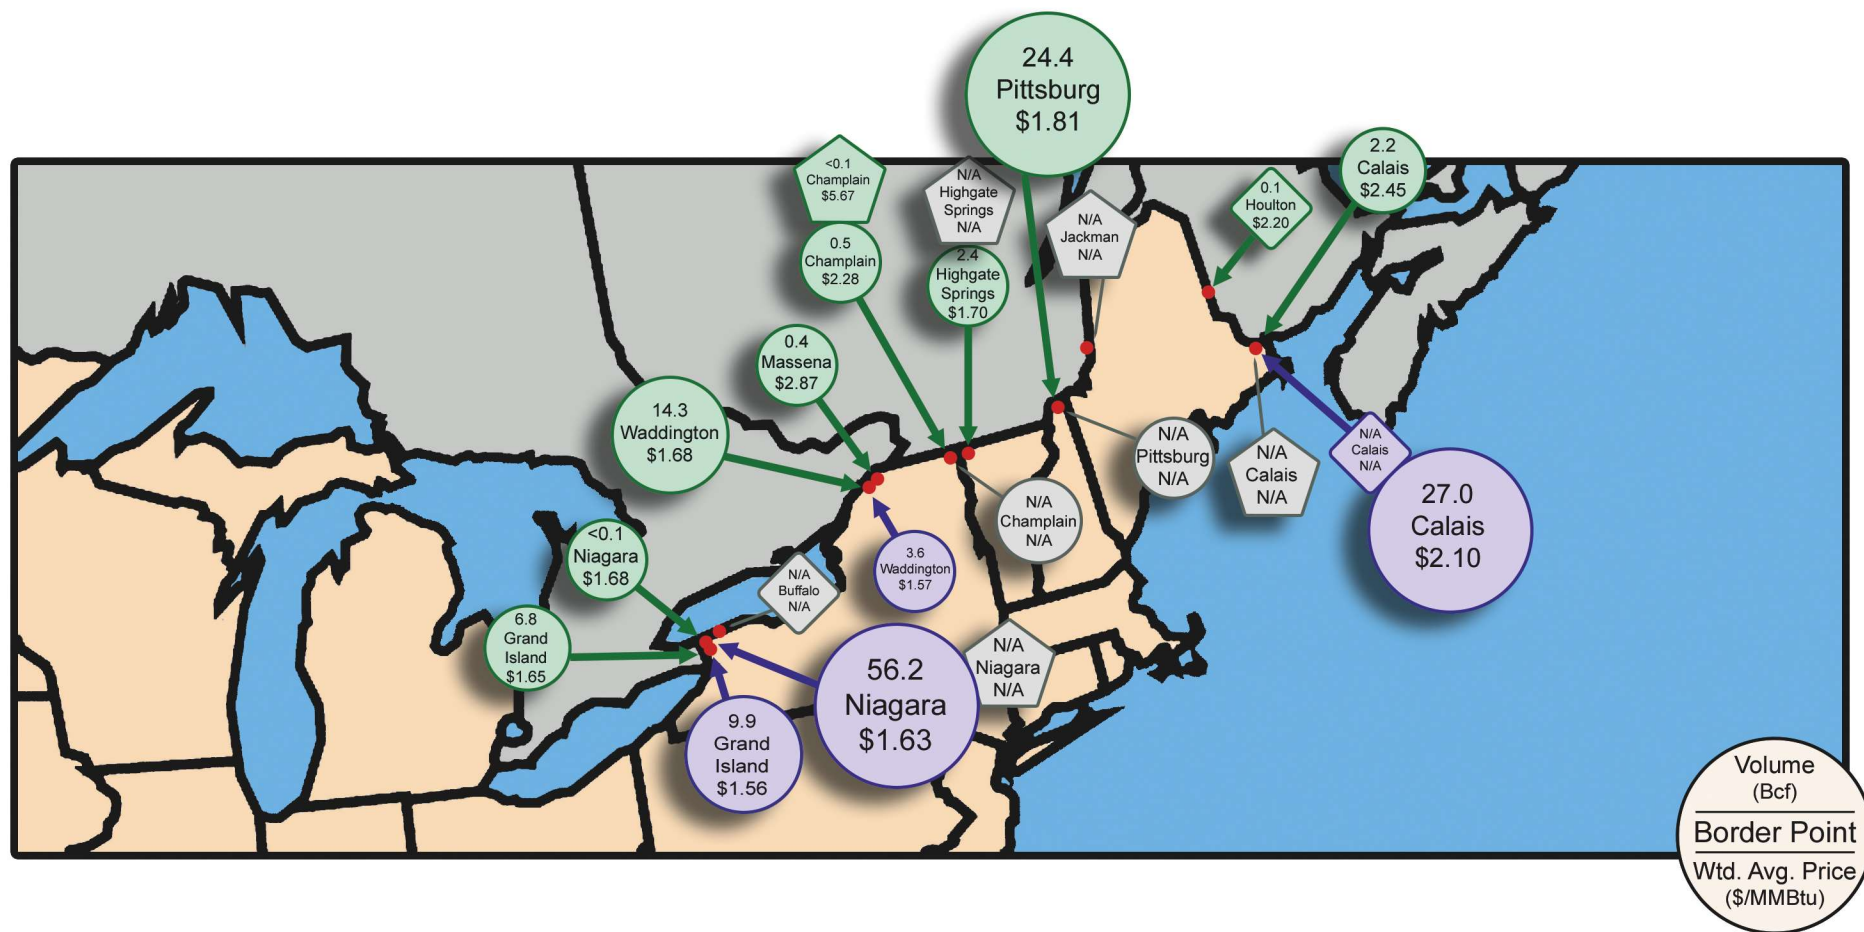 24.4
Pittsburg
$1.81
<0.1
Champlain
$5.67
N/A
Highgate
Springs
N/A
N/A
Jackman
N/A
0.1
Houlton
$2.20
2.2
Calais
$2.45
0.5
Champlain
$2.28
2.4
Highgate
Springs
$1.70
0.4
Massena
$2.87
14.3
Waddington
$1.68
N/A
Pittsburg
N/A
N/A
Calais
N/A
N/A
Calais
N/A
27.0
Calais
$2.10
N/A
Champlain
N/A
<0.1
Niagara
$1.68
N/A
Buffalo
N/A
3.6
Waddington
$1.57
6.8
Grand
Island
$1.65
56.2
Niagara
$1.63
N/A
Niagara
N/A
9.9
Grand
Island
$1.56
Volume
(Bcf)
Border Point
Wtd. Avg. Price
($/MMBtu)